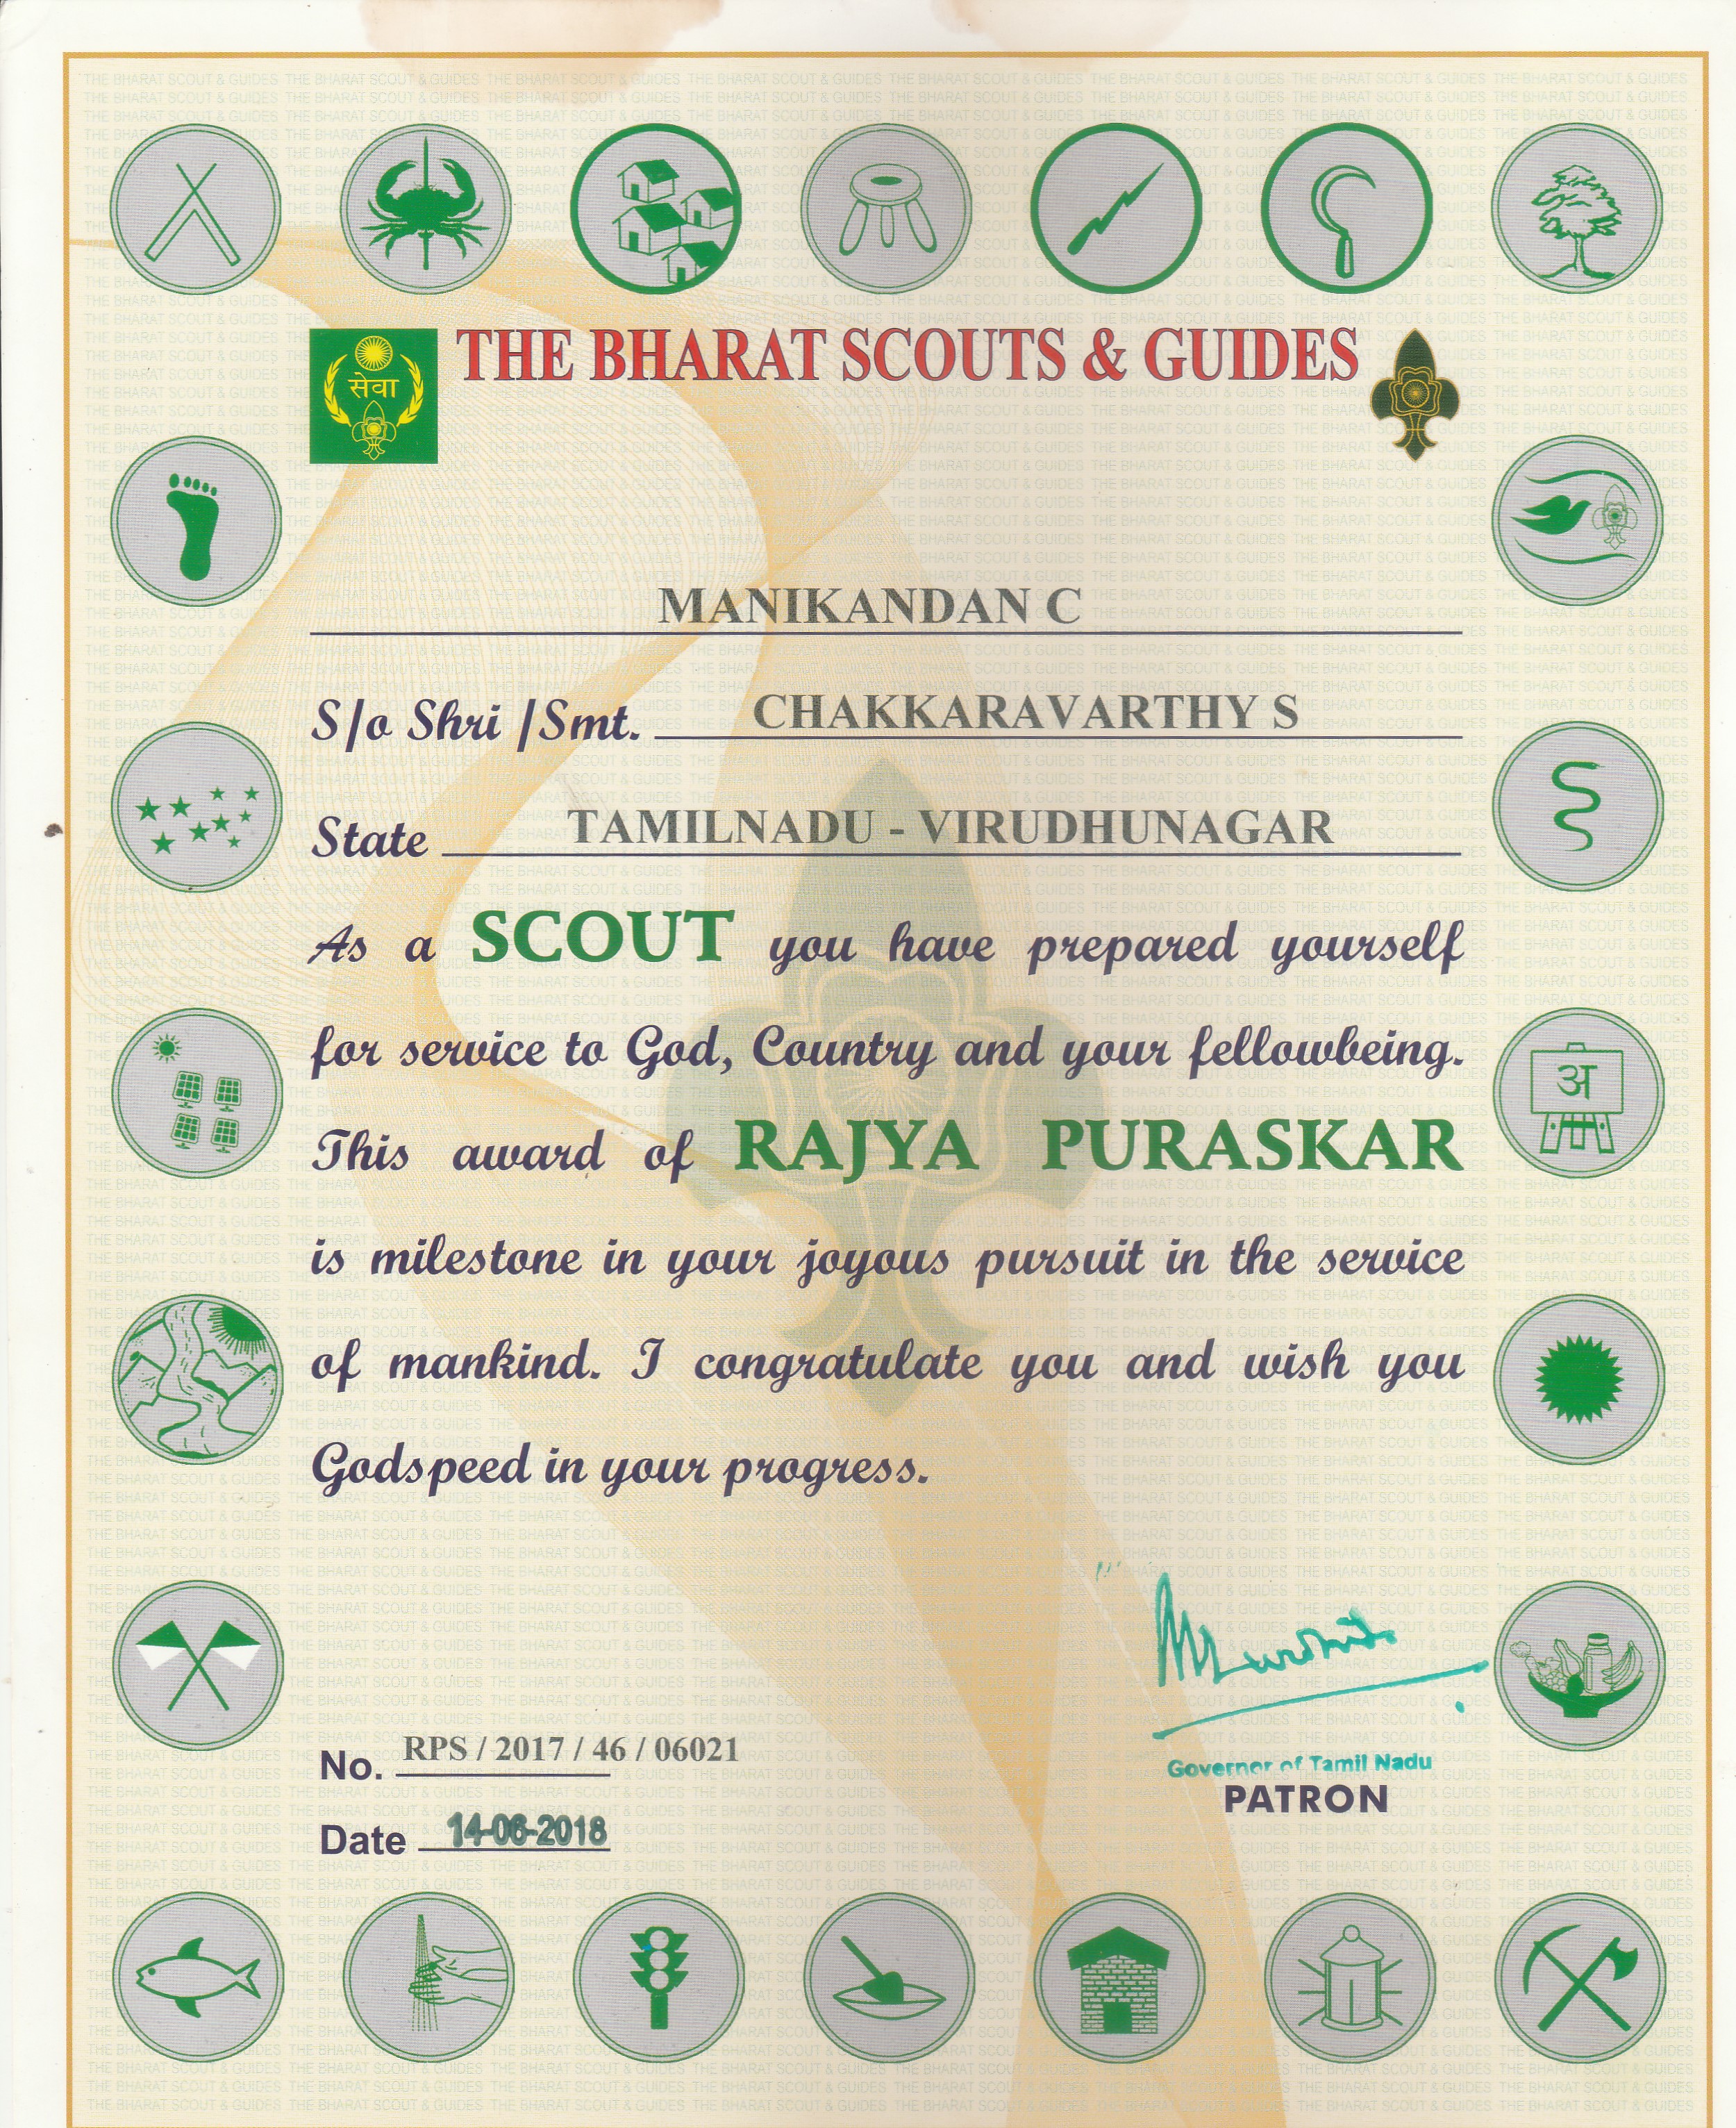 THE BHARAT SCOUTS & GUIDES
सेवा
MANIKANDAN C
S/o Shri /Smt. CHAKKARAVARTHY S
State TAMILNADU - VIRUDHUNAGAR
As a SCOUT you have prepared yourself
for service to God, Country and your fellowbeing.
This award of RAJYA PURASKAR
अ
is milestone in your joyous pursuit in the service
of mankind. I congratulate you and wish you
Godspeed in your progress.
No. RPS / 2017 / 46 / 06021
Governor of Tamil Nadu
PATRON
Date 14-06-2018